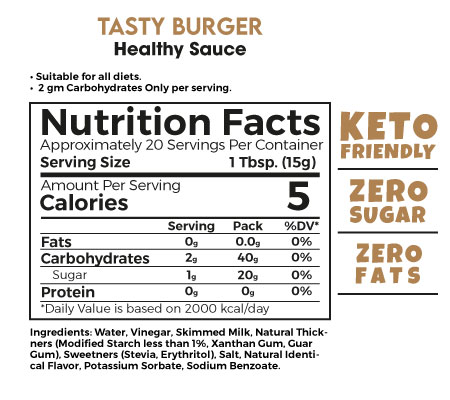 TASTY BURGER
Healthy Sauce
• Suitable for all diets.
• 2 gm Carbohydrates Only per serving.
Nutrition Facts
Approximately 20 Servings Per Container
Serving Size 1 Tbsp. (15g)
Amount Per Serving
Calories 5
Serving Pack %DV*
Fats 0g 0.0g 0%
Carbohydrates 2g 40g 0%
Sugar 1g 20g 0%
Protein 0g 0g 0%
*Daily Value is based on 2000 kcal/day
KETO
FRIENDLY
ZERO
SUGAR
ZERO
FATS
Ingredients: Water, Vinegar, Skimmed Milk, Natural Thick-
ners (Modified Starch less than 1%, Xanthan Gum, Guar
Gum), Sweetners (Stevia, Erythritol), Salt, Natural Identi-
cal Flavor, Potassium Sorbate, Sodium Benzoate.